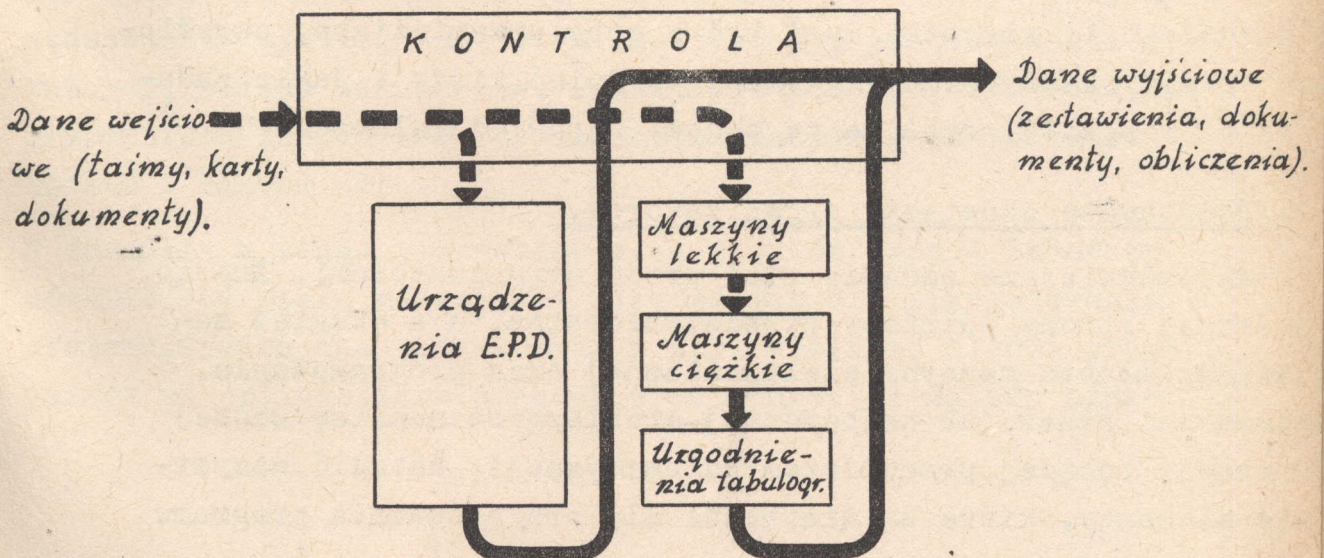 KONTROLA
Dane wejścio-
we (taśmy, karty,
dokumenty).
Dane wyjściowe
(zestawienia, doku-
menty, obliczenia).
Urządze-
nia E.P.D.
Maszyny
lekkie
Maszyny
ciężkie
Uzgodnie-
nia tabulogr.